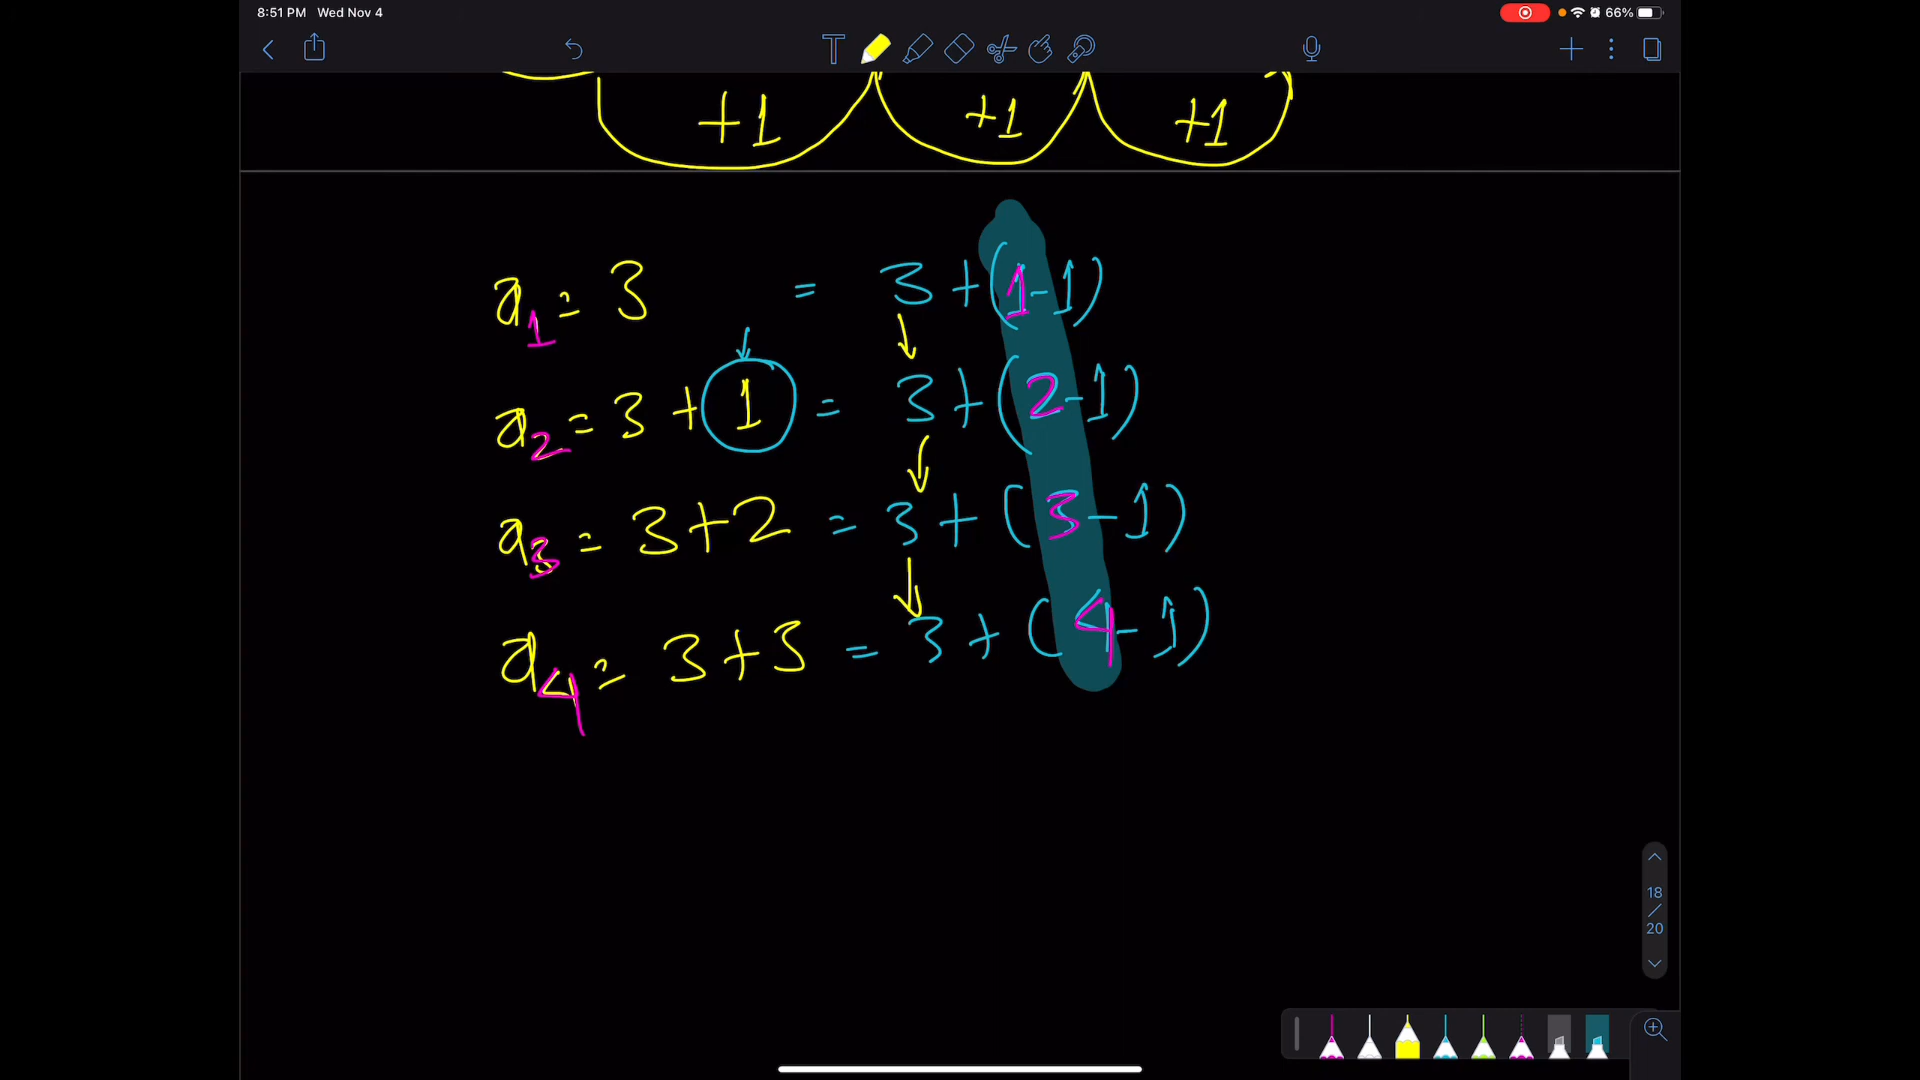 8:51 PM Wed Nov 4
66%
T
+1 +1 +1
a₁ = 3 = 3 + (1-1)
a₂ = 3 + 1 = 3 + (2-1)
a₃ = 3+2 = 3 + (3-1)
a₄ = 3+3 = 3 + (4-1)
18
/
20